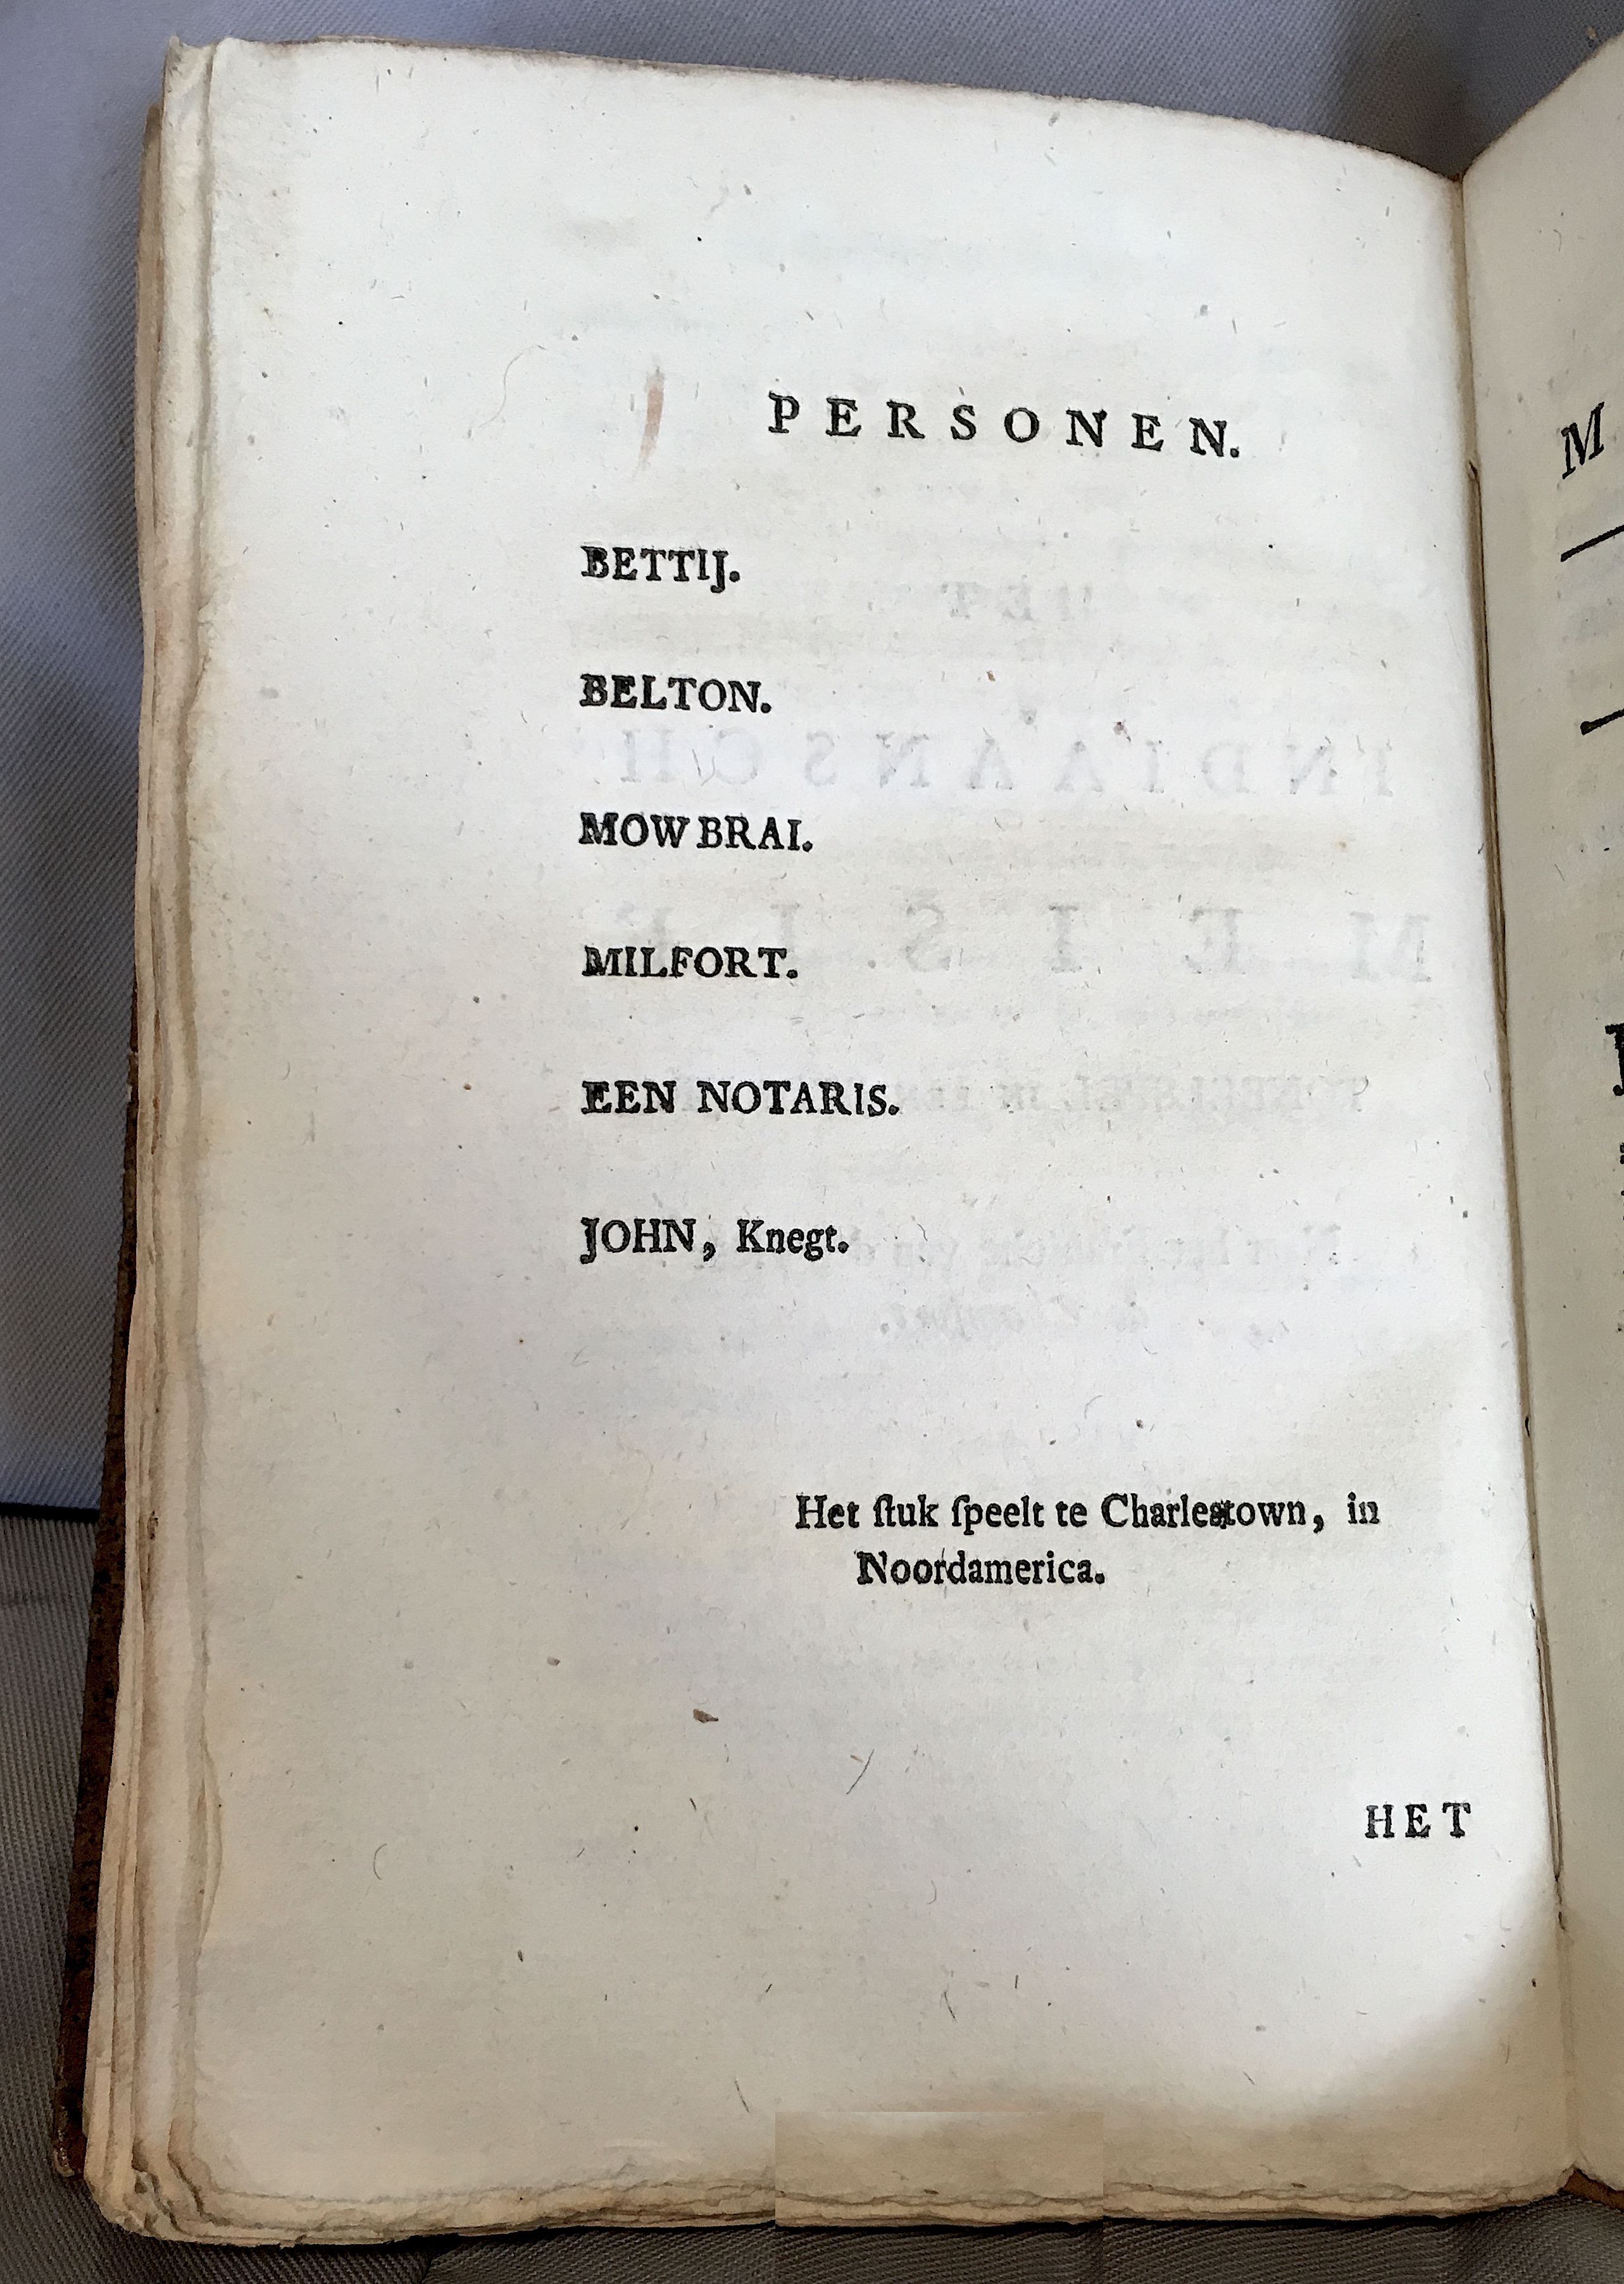 PERSONEN.
BETTIJ.
BELTON.
MOWBRAI.
MILFORT.
EEN NOTARIS.
JOHN, Knegt.
Het ſtuk ſpeelt te Charlestown, in
Noordamerica.
HET
M